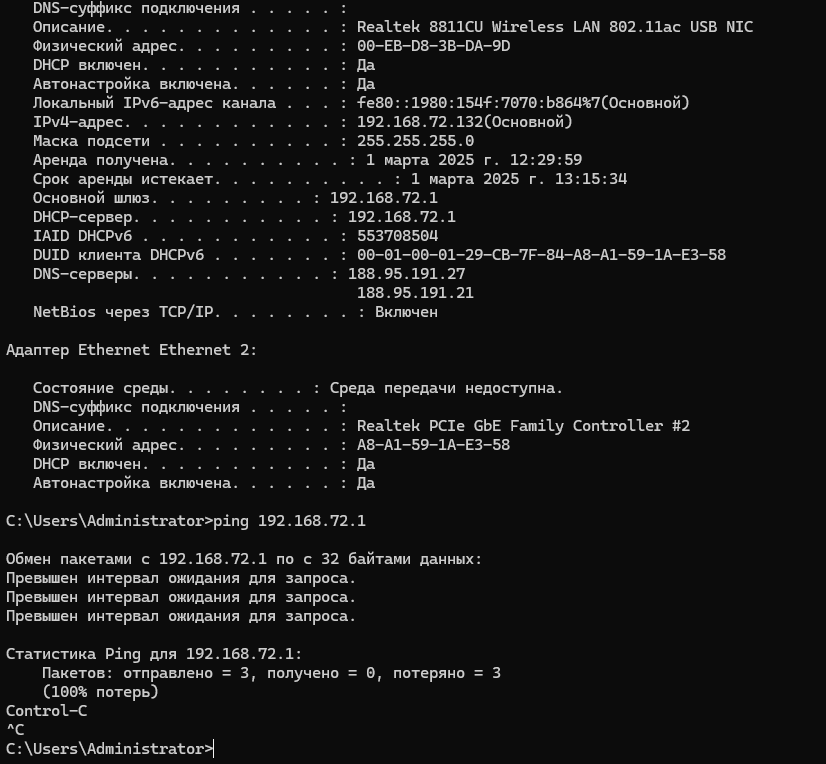 DNS-суффикс подключения . . . . . :
Описание. . . . . . . . . . . . . : Realtek 8811CU Wireless LAN 802.11ac USB NIC
Физический адрес. . . . . . . . . : 00-EB-D8-3B-DA-9D
DHCP включен. . . . . . . . . . . : Да
Автонастройка включена. . . . . . : Да
Локальный IPv6-адрес канала . . . : fe80::1980:154f:7070:b864%7(Основной)
IPv4-адрес. . . . . . . . . . . . : 192.168.72.132(Основной)
Маска подсети . . . . . . . . . . : 255.255.255.0
Аренда получена. . . . . . . . . . : 1 марта 2025 г. 12:29:59
Срок аренды истекает. . . . . . . . . . : 1 марта 2025 г. 13:15:34
Основной шлюз. . . . . . . . . : 192.168.72.1
DHCP-сервер. . . . . . . . . . . : 192.168.72.1
IAID DHCPv6 . . . . . . . . . . . : 553708504
DUID клиента DHCPv6 . . . . . . . : 00-01-00-01-29-CB-7F-84-A8-A1-59-1A-E3-58
DNS-серверы. . . . . . . . . . . : 188.95.191.27
188.95.191.21
NetBios через TCP/IP. . . . . . . . : Включен
Адаптер Ethernet Ethernet 2:
Состояние среды. . . . . . . . : Среда передачи недоступна.
DNS-суффикс подключения . . . . . :
Описание. . . . . . . . . . . . . : Realtek PCIe GbE Family Controller #2
Физический адрес. . . . . . . . . : A8-A1-59-1A-E3-58
DHCP включен. . . . . . . . . . . : Да
Автонастройка включена. . . . . . : Да
C:\Users\Administrator>ping 192.168.72.1
Обмен пакетами с 192.168.72.1 по с 32 байтами данных:
Превышен интервал ожидания для запроса.
Превышен интервал ожидания для запроса.
Превышен интервал ожидания для запроса.
Статистика Ping для 192.168.72.1:
Пакетов: отправлено = 3, получено = 0, потеряно = 3
(100% потерь)
Control-C
^C
C:\Users\Administrator>